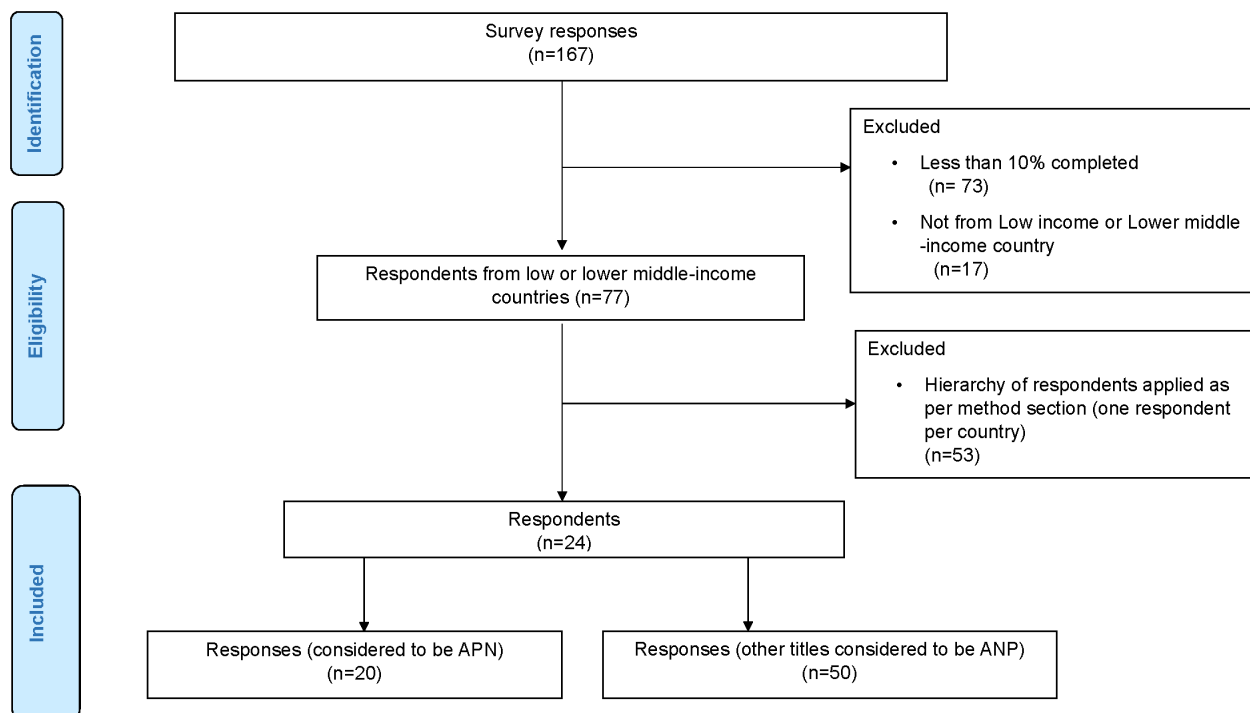 Identification
Survey responses
(n=167)
Excluded
• Less than 10% completed
(n= 73)
• Not from Low income or Lower middle
-income country
(n=17)
Eligibility
Respondents from low or lower middle-income
countries (n=77)
Excluded
• Hierarchy of respondents applied as
per method section (one respondent
per country)
(n=53)
Included
Respondents
(n=24)
Responses (considered to be APN)
(n=20)
Responses (other titles considered to be ANP)
(n=50)